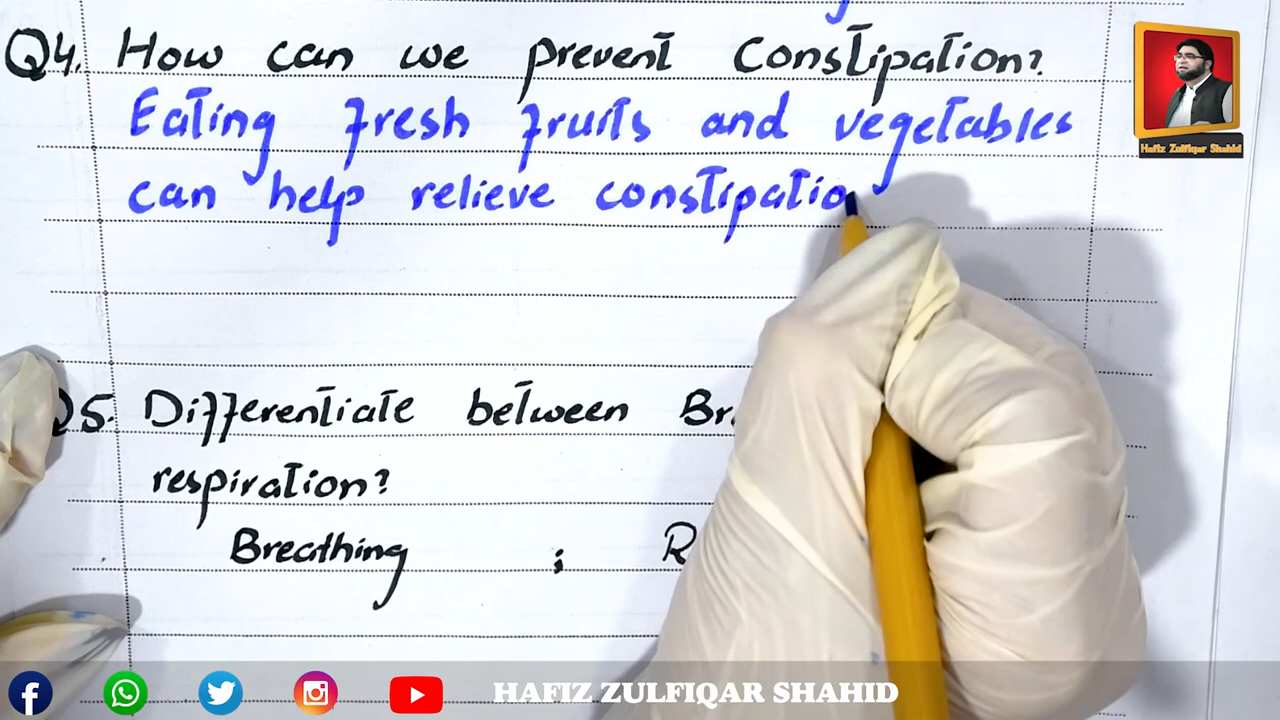 Q4. How can we prevent Constipation?
Eating fresh fruits and vegetables
can help relieve constipatio
5. Differentiate between Br
respiration?
Breathing ; R
Hafiz Zulfiqar Shahid
HAFIZ ZULFIQAR SHAHID